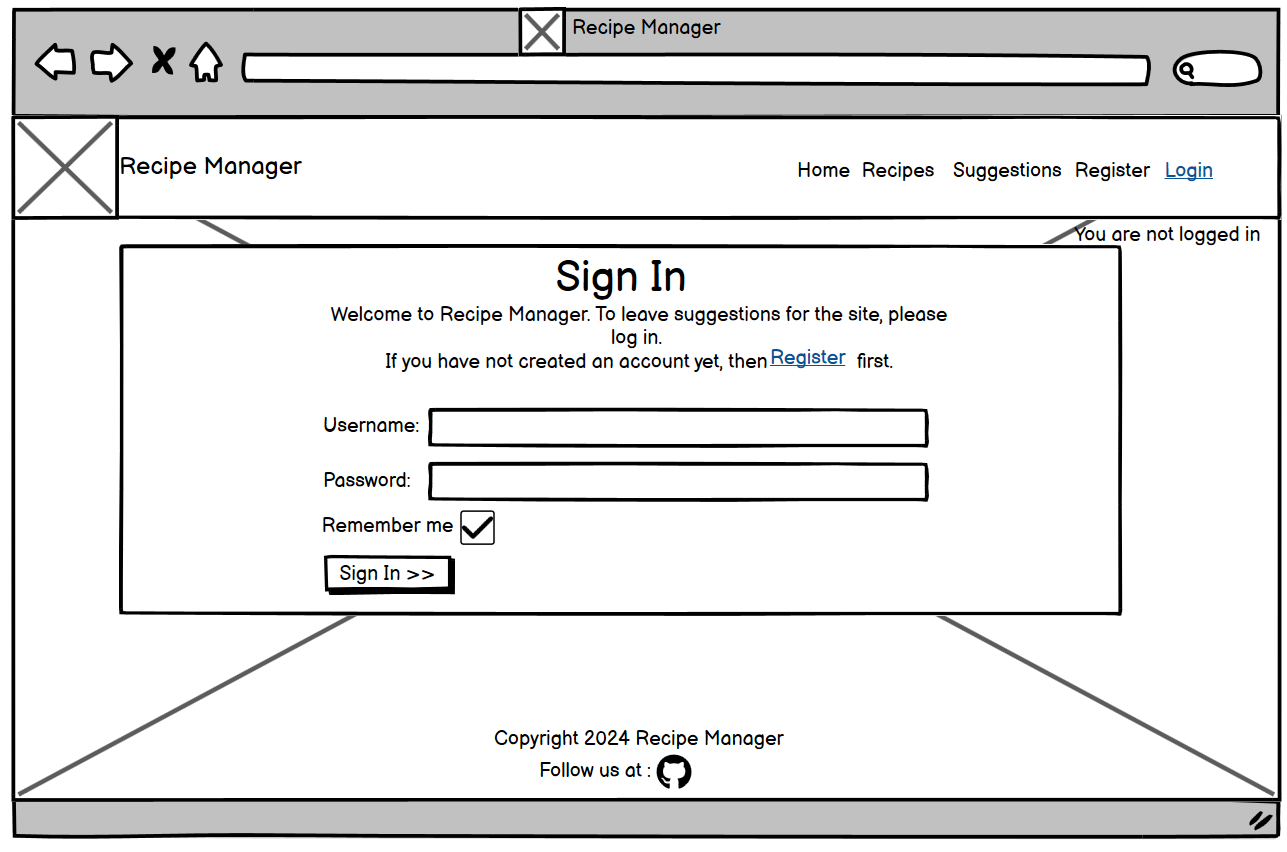 Recipe Manager
Recipe Manager
Home Recipes Suggestions Register Login
You are not logged in
Sign In
Welcome to Recipe Manager. To leave suggestions for the site, please
log in.
If you have not created an account yet, then Register first.
Username:
Password:
Remember me
Sign In >>
Copyright 2024 Recipe Manager
Follow us at :